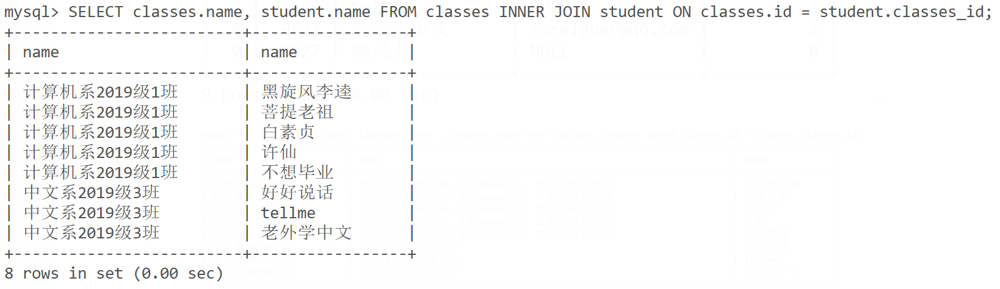 mysql> SELECT classes.name, student.name FROM classes INNER JOIN student ON classes.id = student.classes_id;
+-------------------------+-----------------+
| name                    | name            |
+-------------------------+-----------------+
| 计算机系2019级1班 | 黑旋风李逵 |
| 计算机系2019级1班 | 菩提老祖 |
| 计算机系2019级1班 | 白素贞 |
| 计算机系2019级1班 | 许仙 |
| 计算机系2019级1班 | 不想毕业 |
| 中文系2019级3班 | 好好说话 |
| 中文系2019级3班 | tellme |
| 中文系2019级3班 | 老外学中文 |
+-------------------------+-----------------+
8 rows in set (0.00 sec)